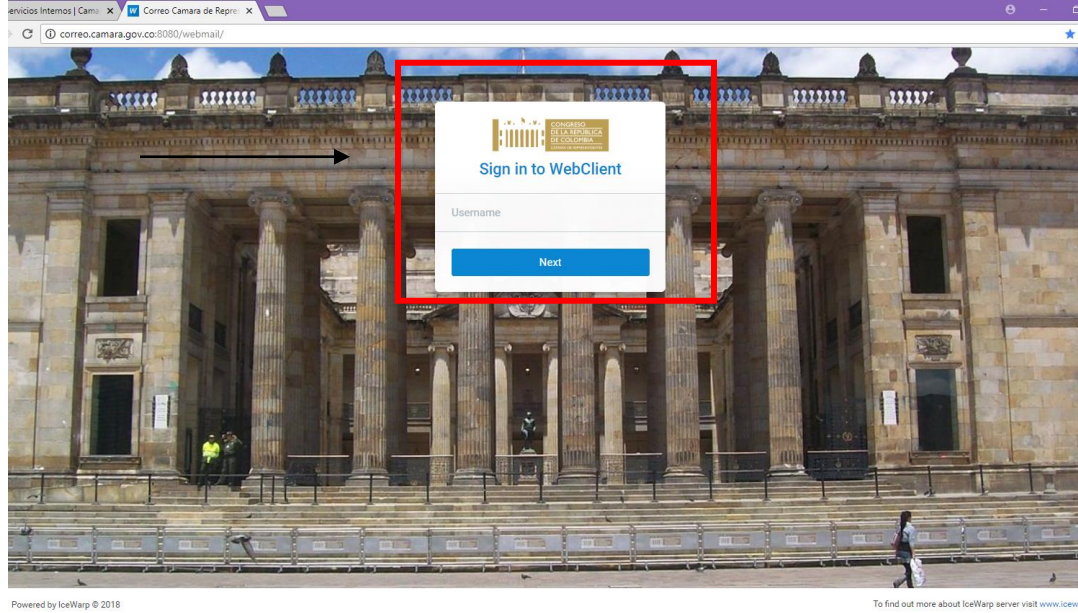 ervicios Internos | Cama
Correo Camara de Repre
correo.camara.gov.co:8080/webmail/
CONGRESO
DE LA REPÚBLICA
DE COLOMBIA
Sign in to WebClient
Username
Next
Powered by IceWarp © 2018
To find out more about IceWarp server visit www.icew